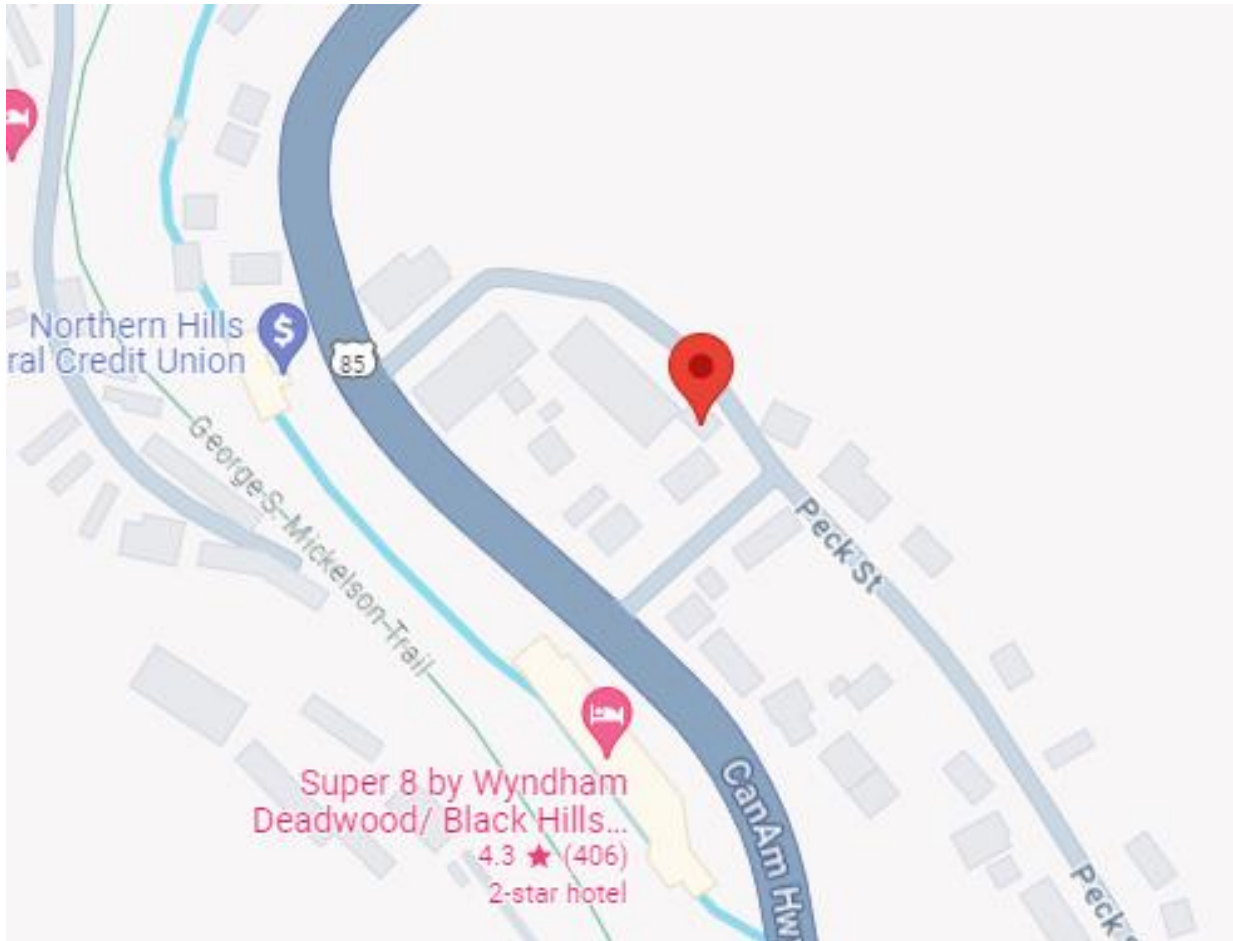 Northern Hills
ral Credit Union
$
85
George S. Mickelson Trail
Peck St
Super 8 by Wyndham
Deadwood/ Black Hills...
4.3 ★ (406)
2-star hotel
CanAm Hw
Peck S